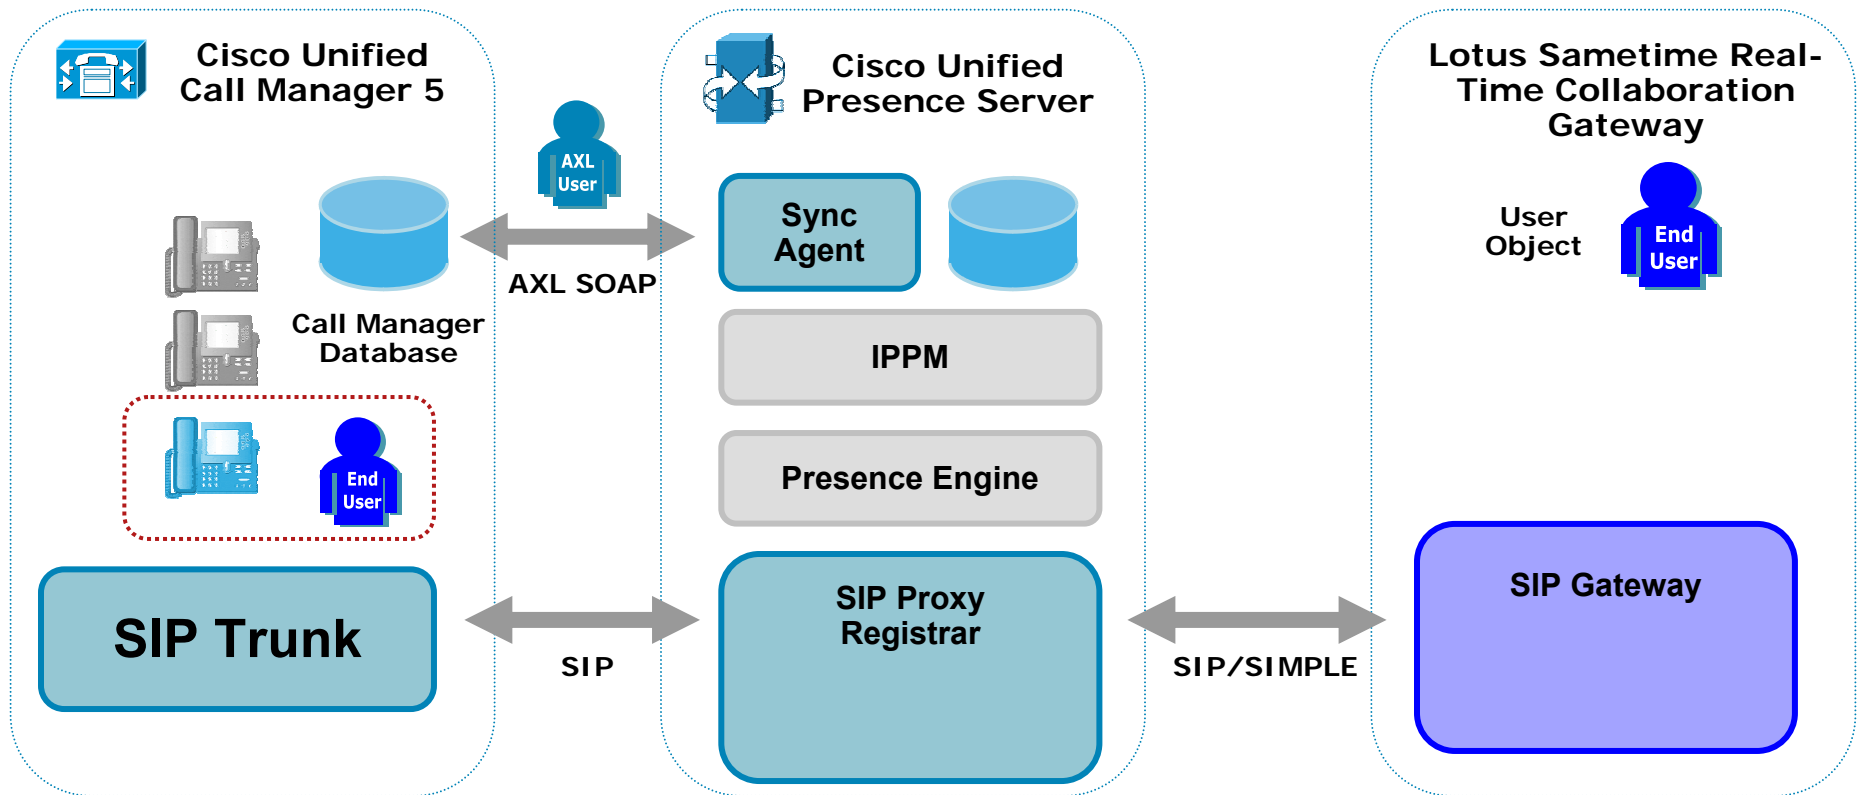 Cisco Unified
Call Manager 5
AXL
User
Cisco Unified
Presence Server
Lotus Sametime Real-
Time Collaboration
Gateway
AXL SOAP
Sync
Agent
User
Object
End
User
Call Manager
Database
IPPM
End
User
Presence Engine
SIP Trunk
SIP
SIP Proxy
Registrar
SIP/SIMPLE
SIP Gateway